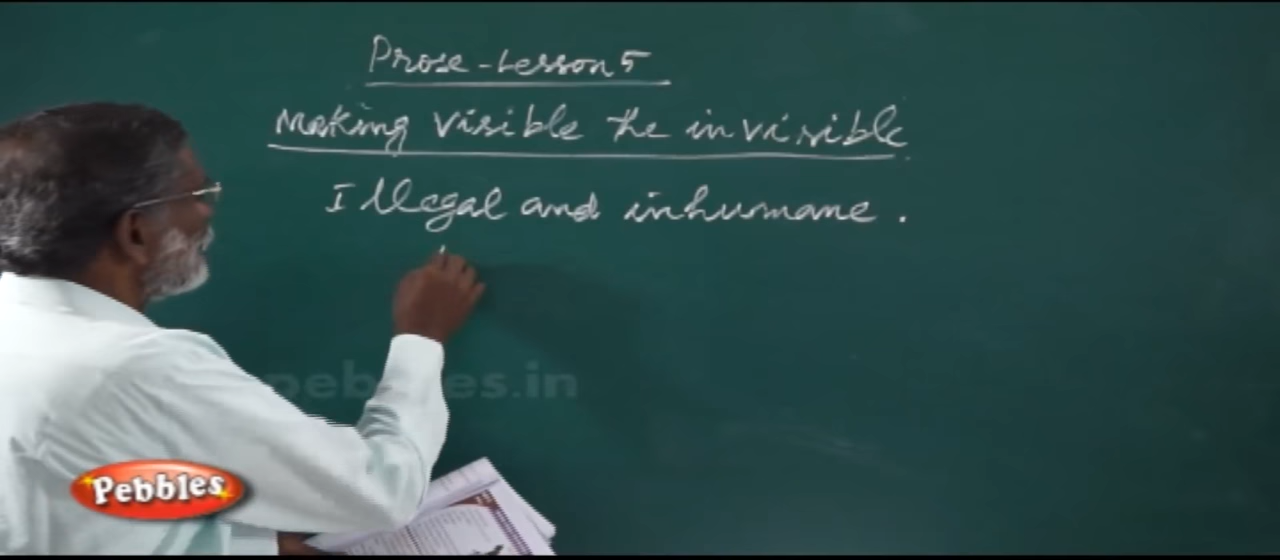 Prose - Lesson 5
Making visible the invisible
Illegal and inhumane .
pebbles.in
Pebbles